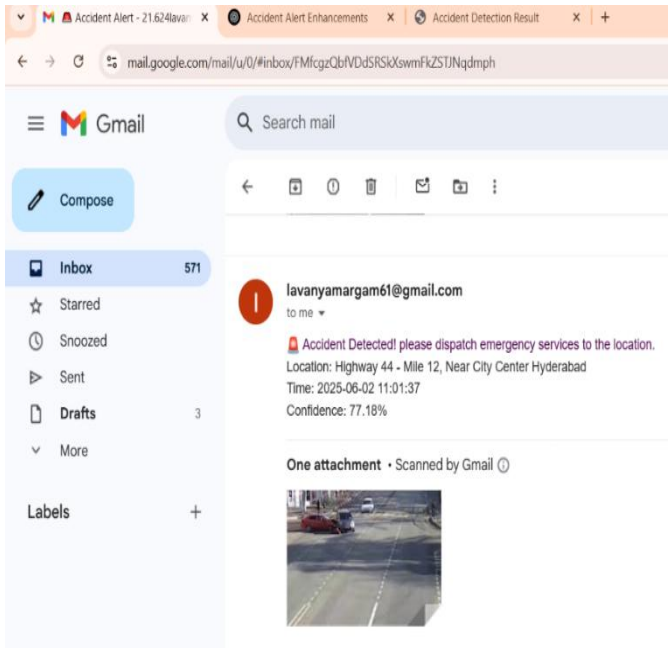 Accident Alert - 21.624lavan
Accident Alert Enhancements
Accident Detection Result
mail.google.com/mail/u/0/#inbox/FMfcgzQbfVDdSRSkXswmFkZSTJNqdmph
Gmail
Search mail
Compose
Inbox 571
Starred
Snoozed
Sent
Drafts 3
More
Labels
lavanyamargam61@gmail.com
to me
🚨 Accident Detected! please dispatch emergency services to the location.
Location: Highway 44 - Mile 12, Near City Center Hyderabad
Time: 2025-06-02 11:01:37
Confidence: 77.18%
One attachment • Scanned by Gmail